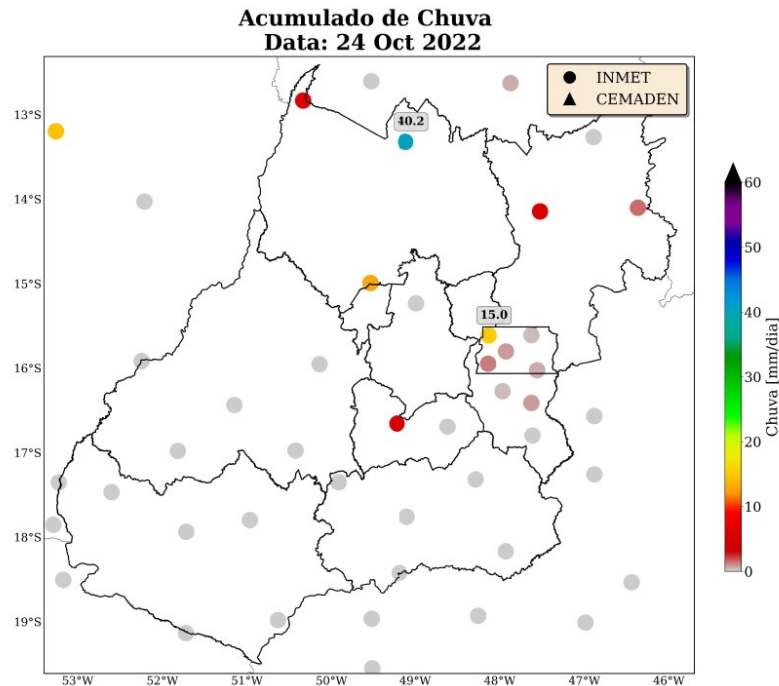 Acumulado de Chuva
Data: 24 Oct 2022
INMET
CEMADEN
40.2
15.0
13°S
14°S
15°S
16°S
17°S
18°S
19°S
53°W
52°W
51°W
50°W
49°W
48°W
47°W
46°W
60
50
40
30
20
10
0
Chuva [mm/dia]